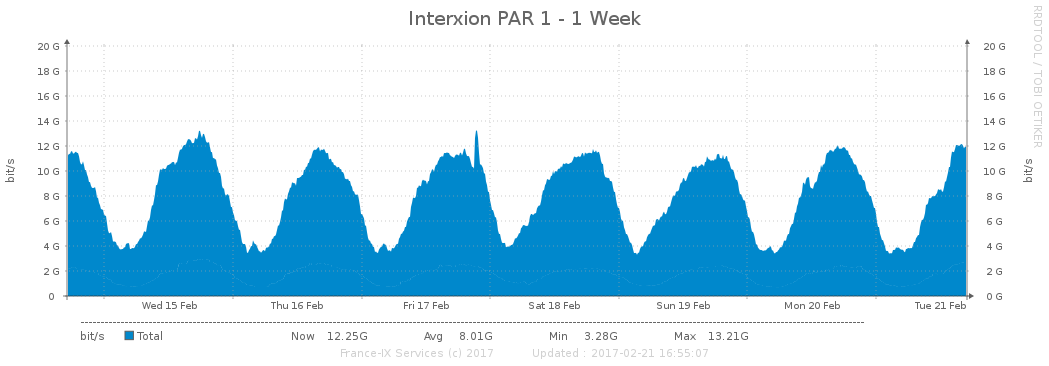 Interxion PAR 1 - 1 Week
RRDTOOL / TOBI OETIKER
20 G 20 G
18 G 18 G
16 G 16 G
14 G 14 G
12 G 12 G
10 G 10 G
8 G 8 G
6 G 6 G
4 G 4 G
2 G 2 G
0 0 G
bit/s bit/s
Wed 15 Feb Thu 16 Feb Fri 17 Feb Sat 18 Feb Sun 19 Feb Mon 20 Feb Tue 21 Feb
bit/s Total Now 12.25G Avg 8.01G Min 3.28G Max 13.21G
France-IX Services (c) 2017 Updated : 2017-02-21 16:55:07